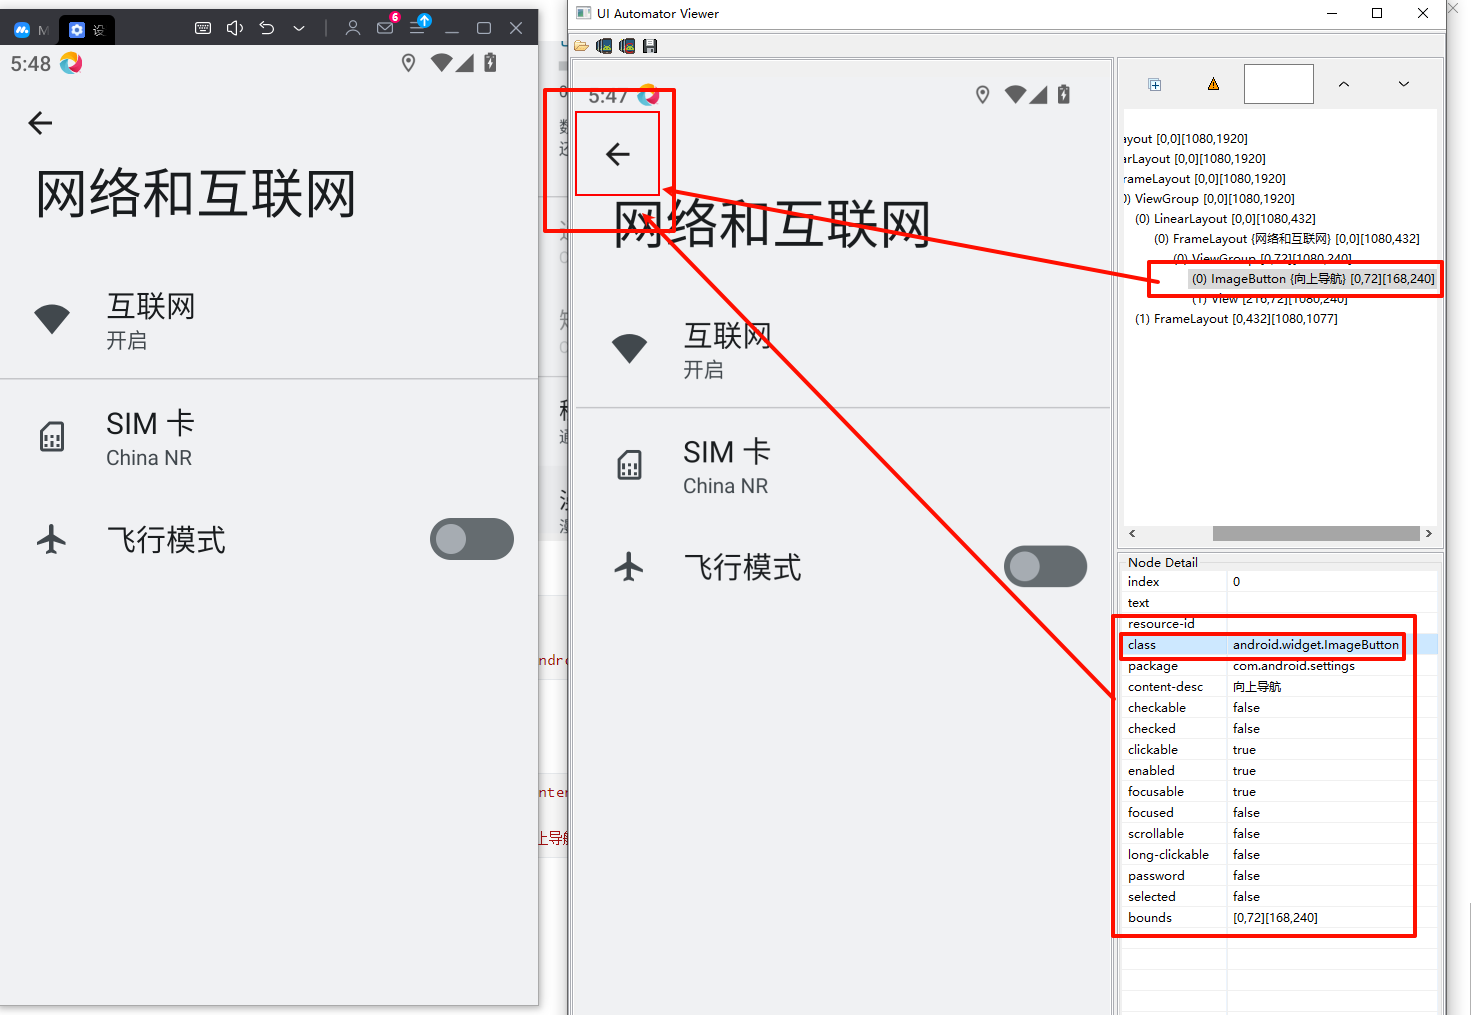 M
设
6
5:48
网络和互联网
互联网
开启
SIM 卡
China NR
飞行模式
数
还
ndro
nten
上导航
UI Automator Viewer
5:47
网络和互联网
互联网
开启
SIM 卡
China NR
飞行模式
ayout [0,0][1080,1920]
arLayout [0,0][1080,1920]
rameLayout [0,0][1080,1920]
0) ViewGroup [0,0][1080,1920]
(0) LinearLayout [0,0][1080,432]
(0) FrameLayout {网络和互联网} [0,0][1080,432]
(0) ViewGroup [0,72][1080,240]
(0) ImageButton {向上导航} [0,72][168,240]
(1) View [216,72][1080,240]
(1) FrameLayout [0,432][1080,1077]
Node Detail
index 0
text
resource-id
class android.widget.ImageButton
package com.android.settings
content-desc 向上导航
checkable false
checked false
clickable true
enabled true
focusable true
focused false
scrollable false
long-clickable false
password false
selected false
bounds [0,72][168,240]